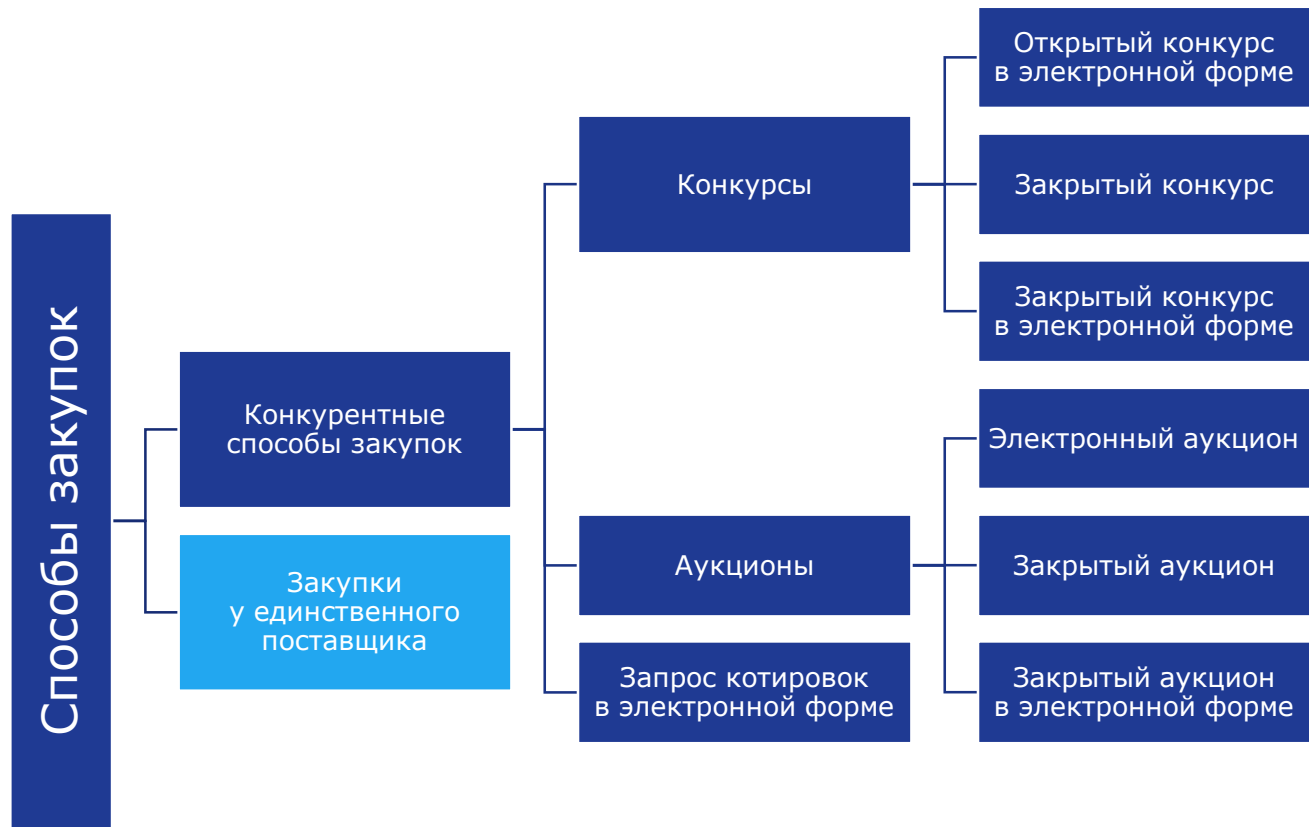 Способы закупок
Конкурентные
способы закупок
Закупки
у единственного
поставщика
Конкурсы
Аукционы
Запрос котировок
в электронной форме
Открытый конкурс
в электронной форме
Закрытый конкурс
Закрытый конкурс
в электронной форме
Электронный аукцион
Закрытый аукцион
Закрытый аукцион
в электронной форме